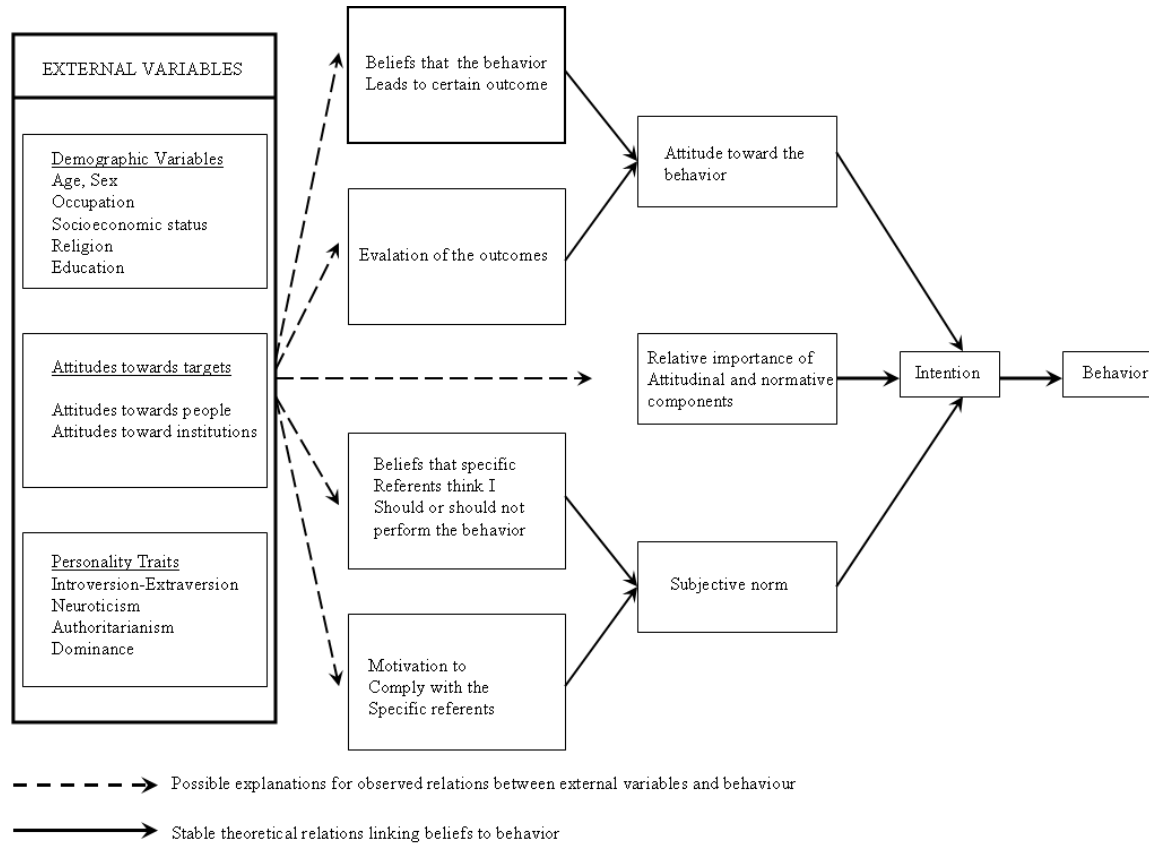 EXTERNAL VARIABLES
Demographic Variables
Age, Sex
Occupation
Socioeconomic status
Religion
Education
Attitudes towards targets
Attitudes towards people
Attitudes toward institutions
Personality Traits
Introversion-Extraversion
Neuroticism
Authoritarianism
Dominance
Beliefs that the behavior
Leads to certain outcome
Evalation of the outcomes
Beliefs that specific
Referents think I
Should or should not
perform the behavior
Motivation to
Comply with the
Specific referents
Attitude toward the
behavior
Relative importance of
Attitudinal and normative
components
Subjective norm
Intention
Behavior
Possible explanations for observed relations between external variables and behaviour
Stable theoretical relations linking beliefs to behavior